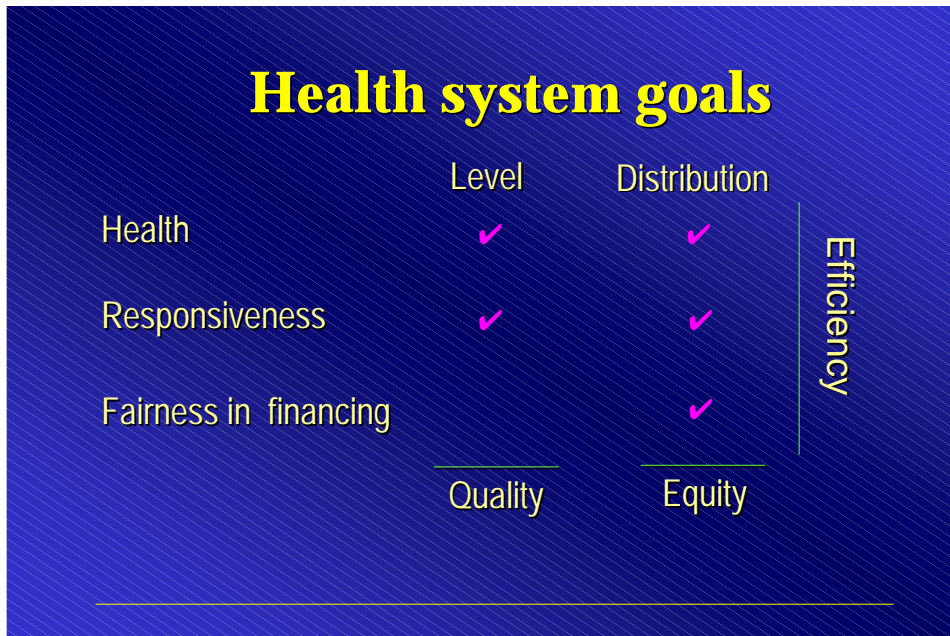 Health system goals
Level Distribution
Health ✔ ✔
Responsiveness ✔ ✔
Fairness in financing ✔
Efficiency
Quality Equity